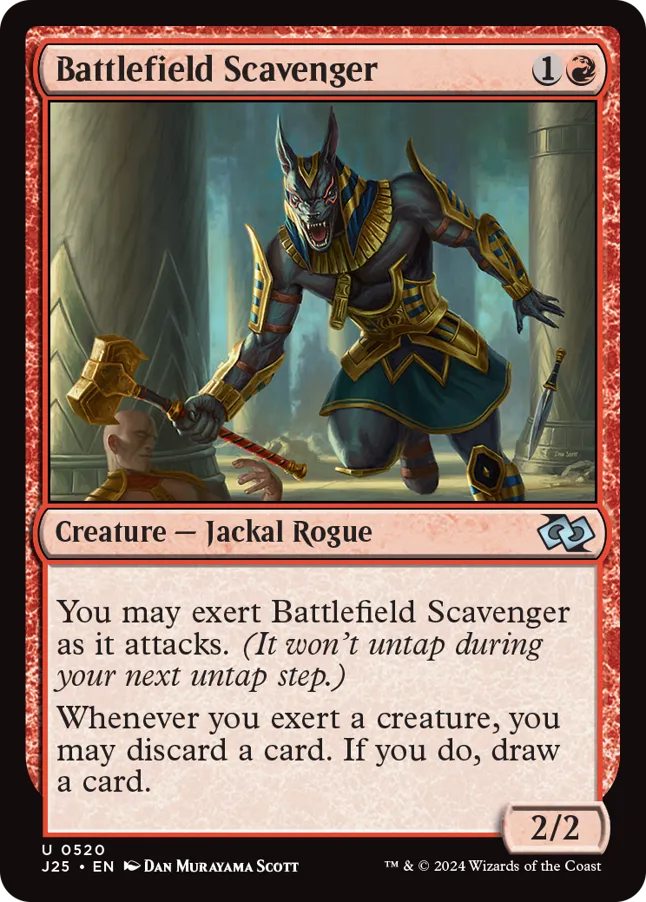 Battlefield Scavenger 1
Creature — Jackal Rogue
You may exert Battlefield Scavenger
as it attacks. (It won't untap during
your next untap step.)
Whenever you exert a creature, you
may discard a card. If you do, draw
a card.
2/2
U 0520
J25 • EN Dan Murayama Scott
™ & © 2024 Wizards of the Coast